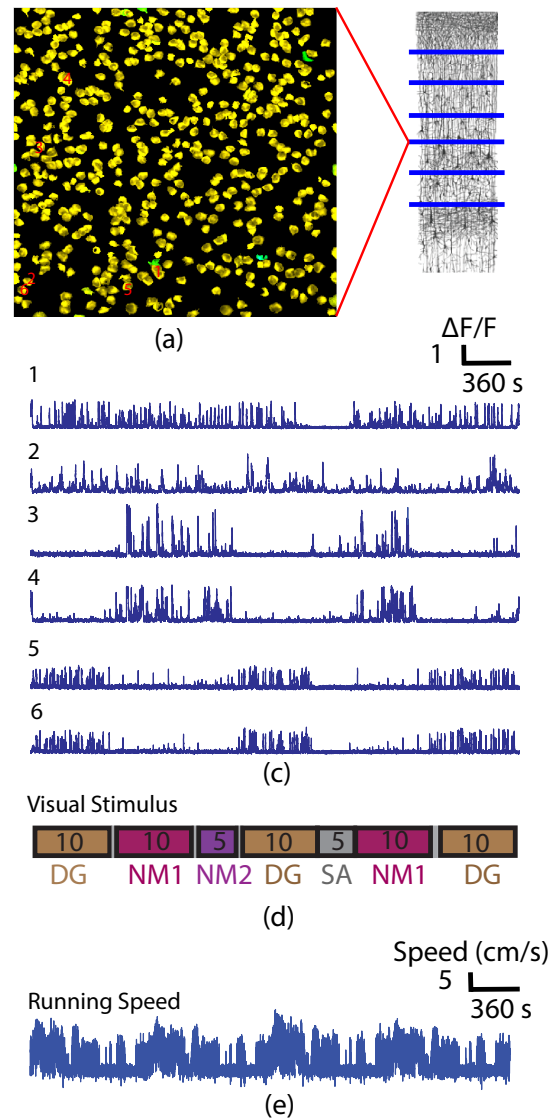 4
3
1
2
6
5
(a)
ΔF/F
1
360 s
1
2
3
4
5
6
(c)
Visual Stimulus
10 10 5 10 5 10 10
DG NM1 NM2 DG SA NM1 DG
(d)
Speed (cm/s)
5
360 s
Running Speed
(e)